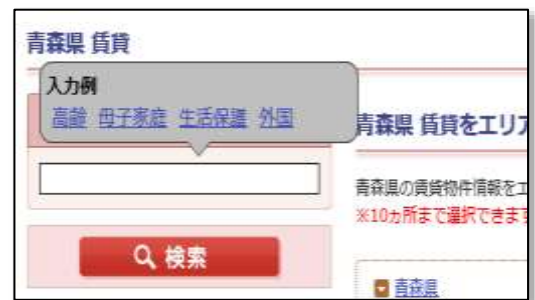 青森県 賃貸
入力例
高齢 母子家庭 生活保護 外国
青森県 賃貸をエリア
青森県の賃貸物件情報をエ
※10ヵ所まで選択できます
検索
青森県